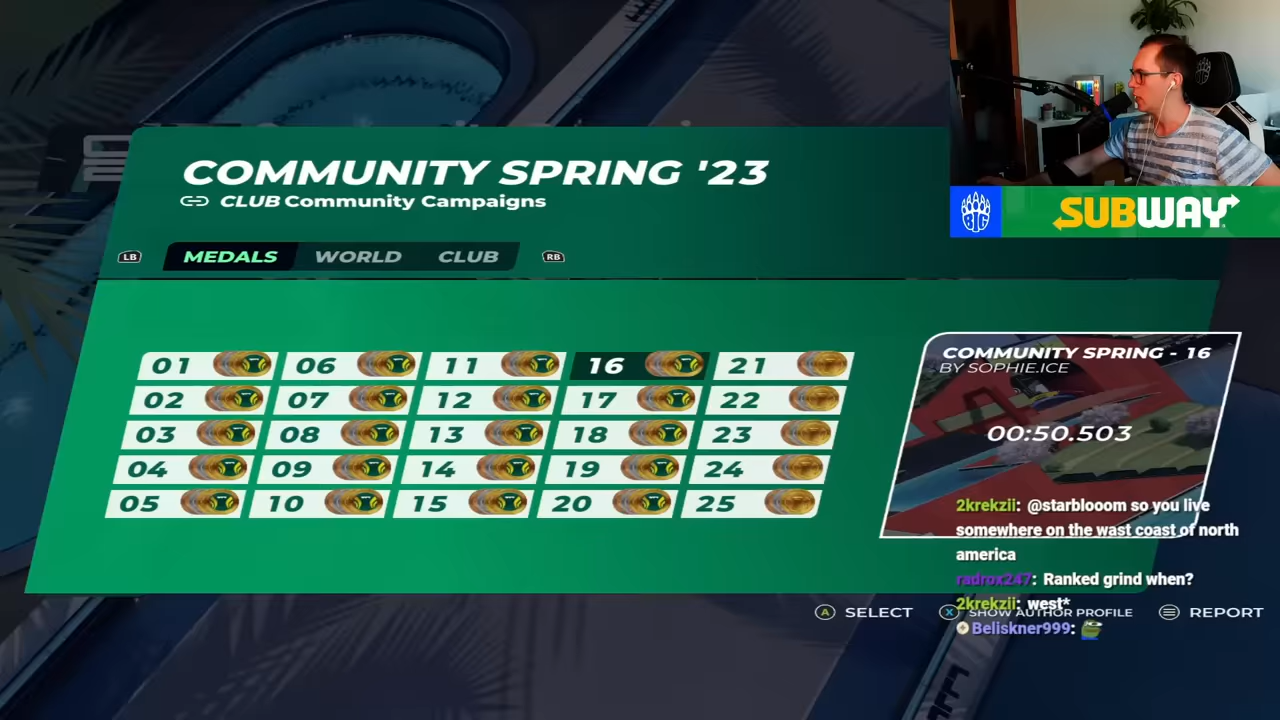 COMMUNITY SPRING '23
CLUB Community Campaigns
LB MEDALS WORLD CLUB RB
01 06 11 16 21
02 07 12 17 22
03 08 13 18 23
04 09 14 19 24
05 10 15 20 25
BIG
SUBWAY
COMMUNITY SPRING - 16
BY SOPHIE.ICE
00:50.503
2krekzii: @starblooom so you live
somewhere on the wast coast of north
america
radrox247: Ranked grind when?
2krekzii: west*
Beliskner999:
A SELECT X SHOW AUTHOR PROFILE REPORT